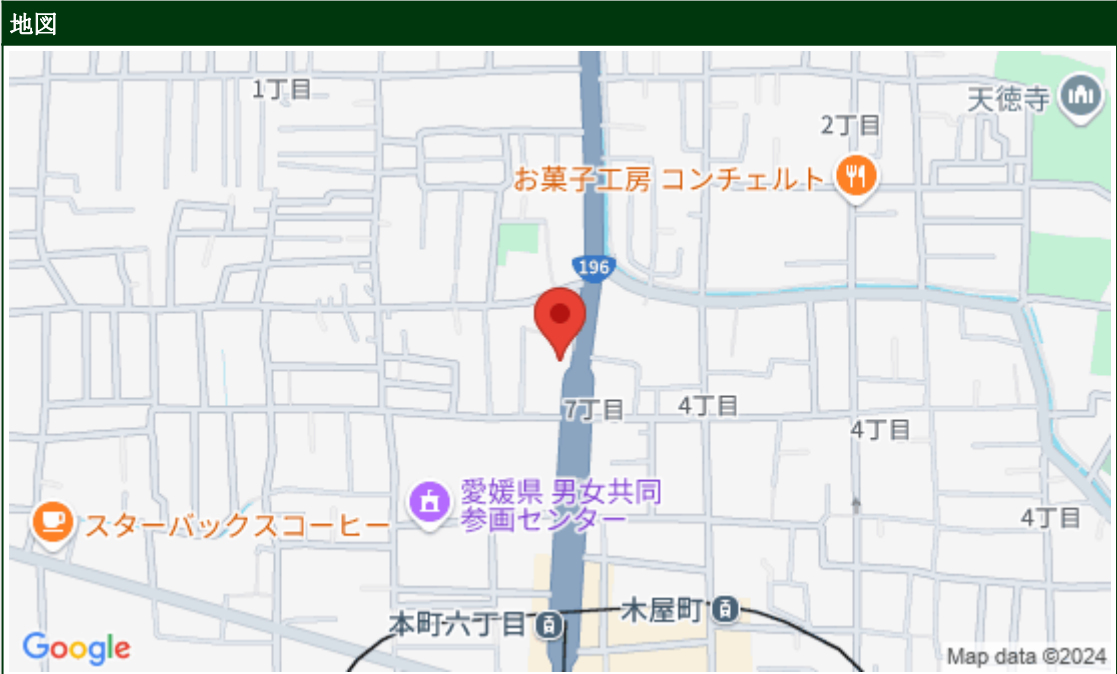 地図
1丁目
天徳寺
2丁目
お菓子工房 コンチェルト
196
7丁目
4丁目
4丁目
愛媛県 男女共同
参画センター
スターバックスコーヒー
4丁目
本町六丁目
木屋町
Google
Map data ©2024